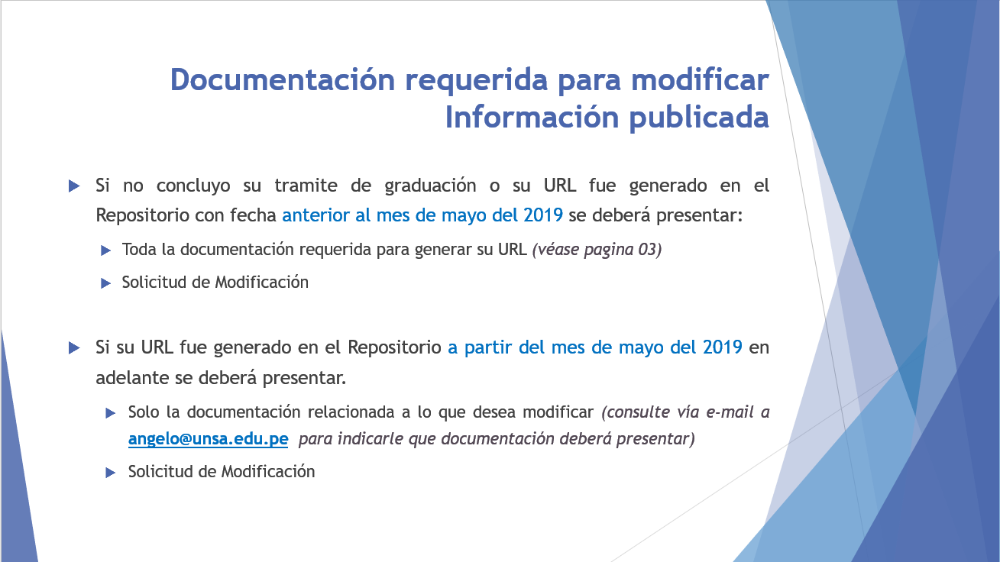 Documentación requerida para modificar
Información publicada
Si no concluyo su tramite de graduación o su URL fue generado en el
Repositorio con fecha anterior al mes de mayo del 2019 se deberá presentar:
Toda la documentación requerida para generar su URL (véase pagina 03)
Solicitud de Modificación
Si su URL fue generado en el Repositorio a partir del mes de mayo del 2019 en
adelante se deberá presentar.
Solo la documentación relacionada a lo que desea modificar (consulte vía e-mail a
angelo@unsa.edu.pe para indicarle que documentación deberá presentar)
Solicitud de Modificación